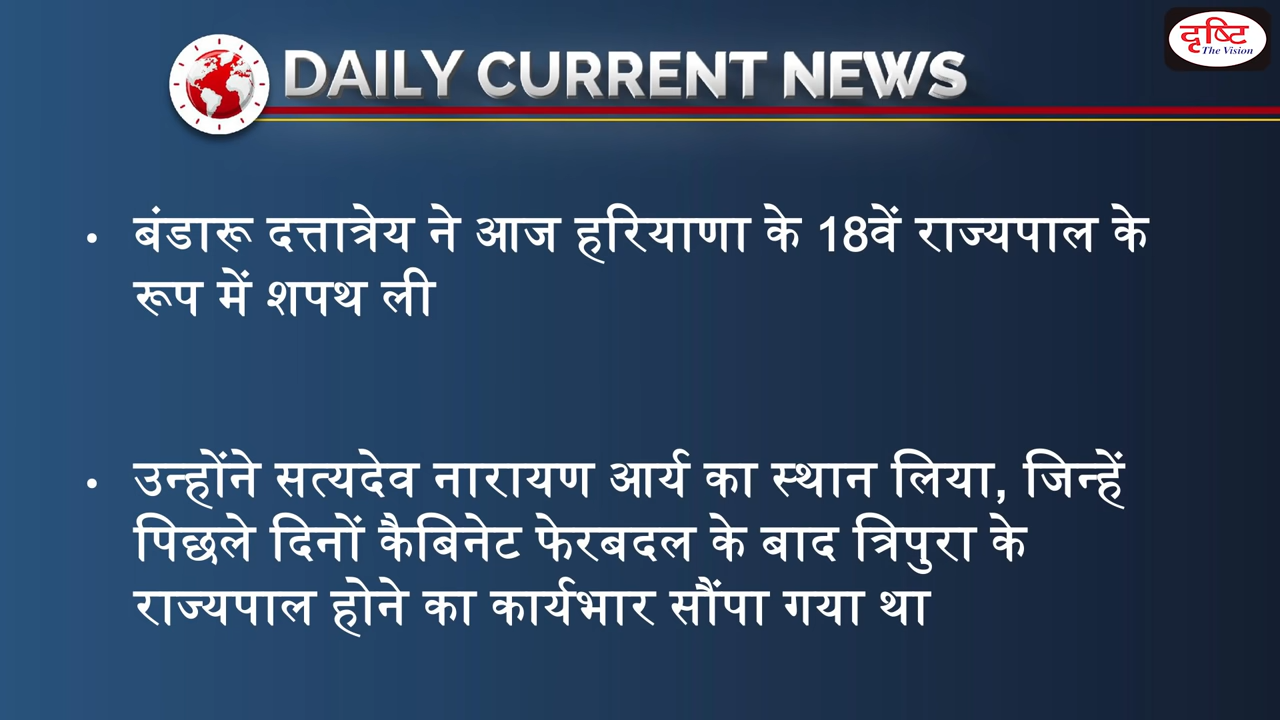 दृष्टि
The Vision
DAILY CURRENT NEWS
• बंडारू दत्तात्रेय ने आज हरियाणा के 18वें राज्यपाल के
रूप में शपथ ली
• उन्होंने सत्यदेव नारायण आर्य का स्थान लिया, जिन्हें
पिछले दिनों कैबिनेट फेरबदल के बाद त्रिपुरा के
राज्यपाल होने का कार्यभार सौंपा गया था